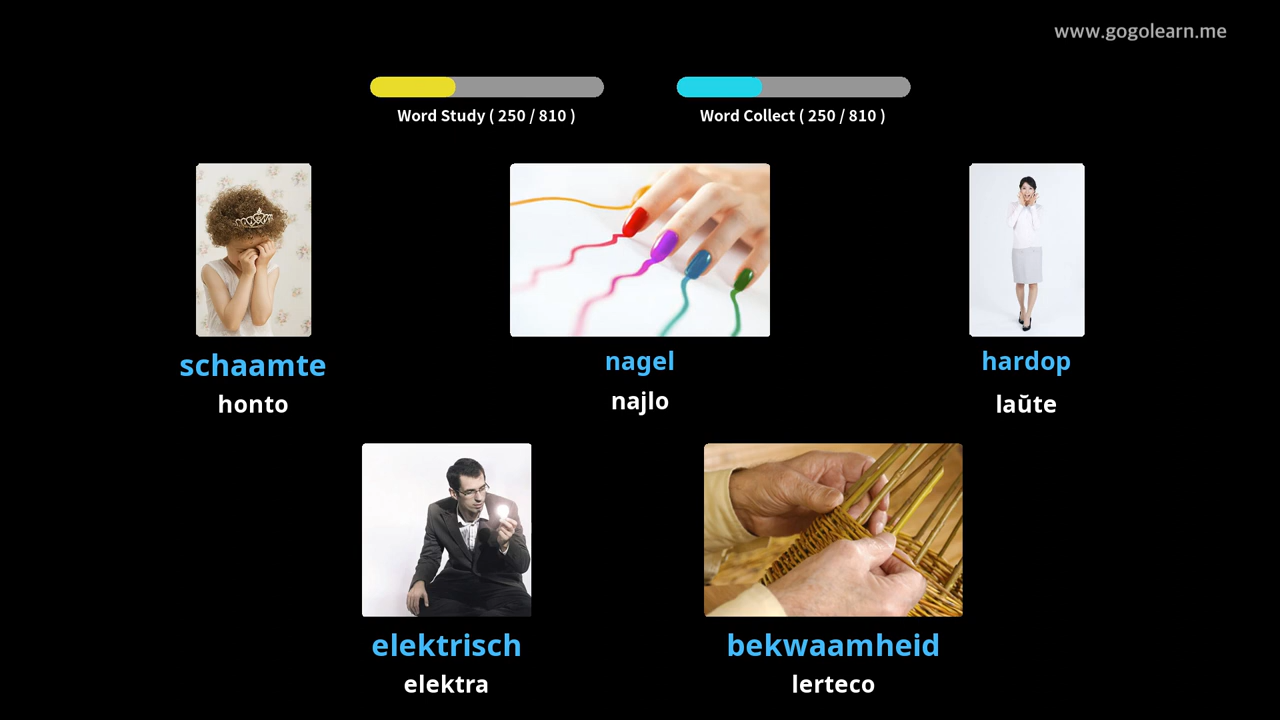 www.gogolearn.me
Word Study ( 250 / 810 )
Word Collect ( 250 / 810 )
schaamte
honto
nagel
najlo
hardop
laŭte
elektrisch
elektra
bekwaamheid
lerteco